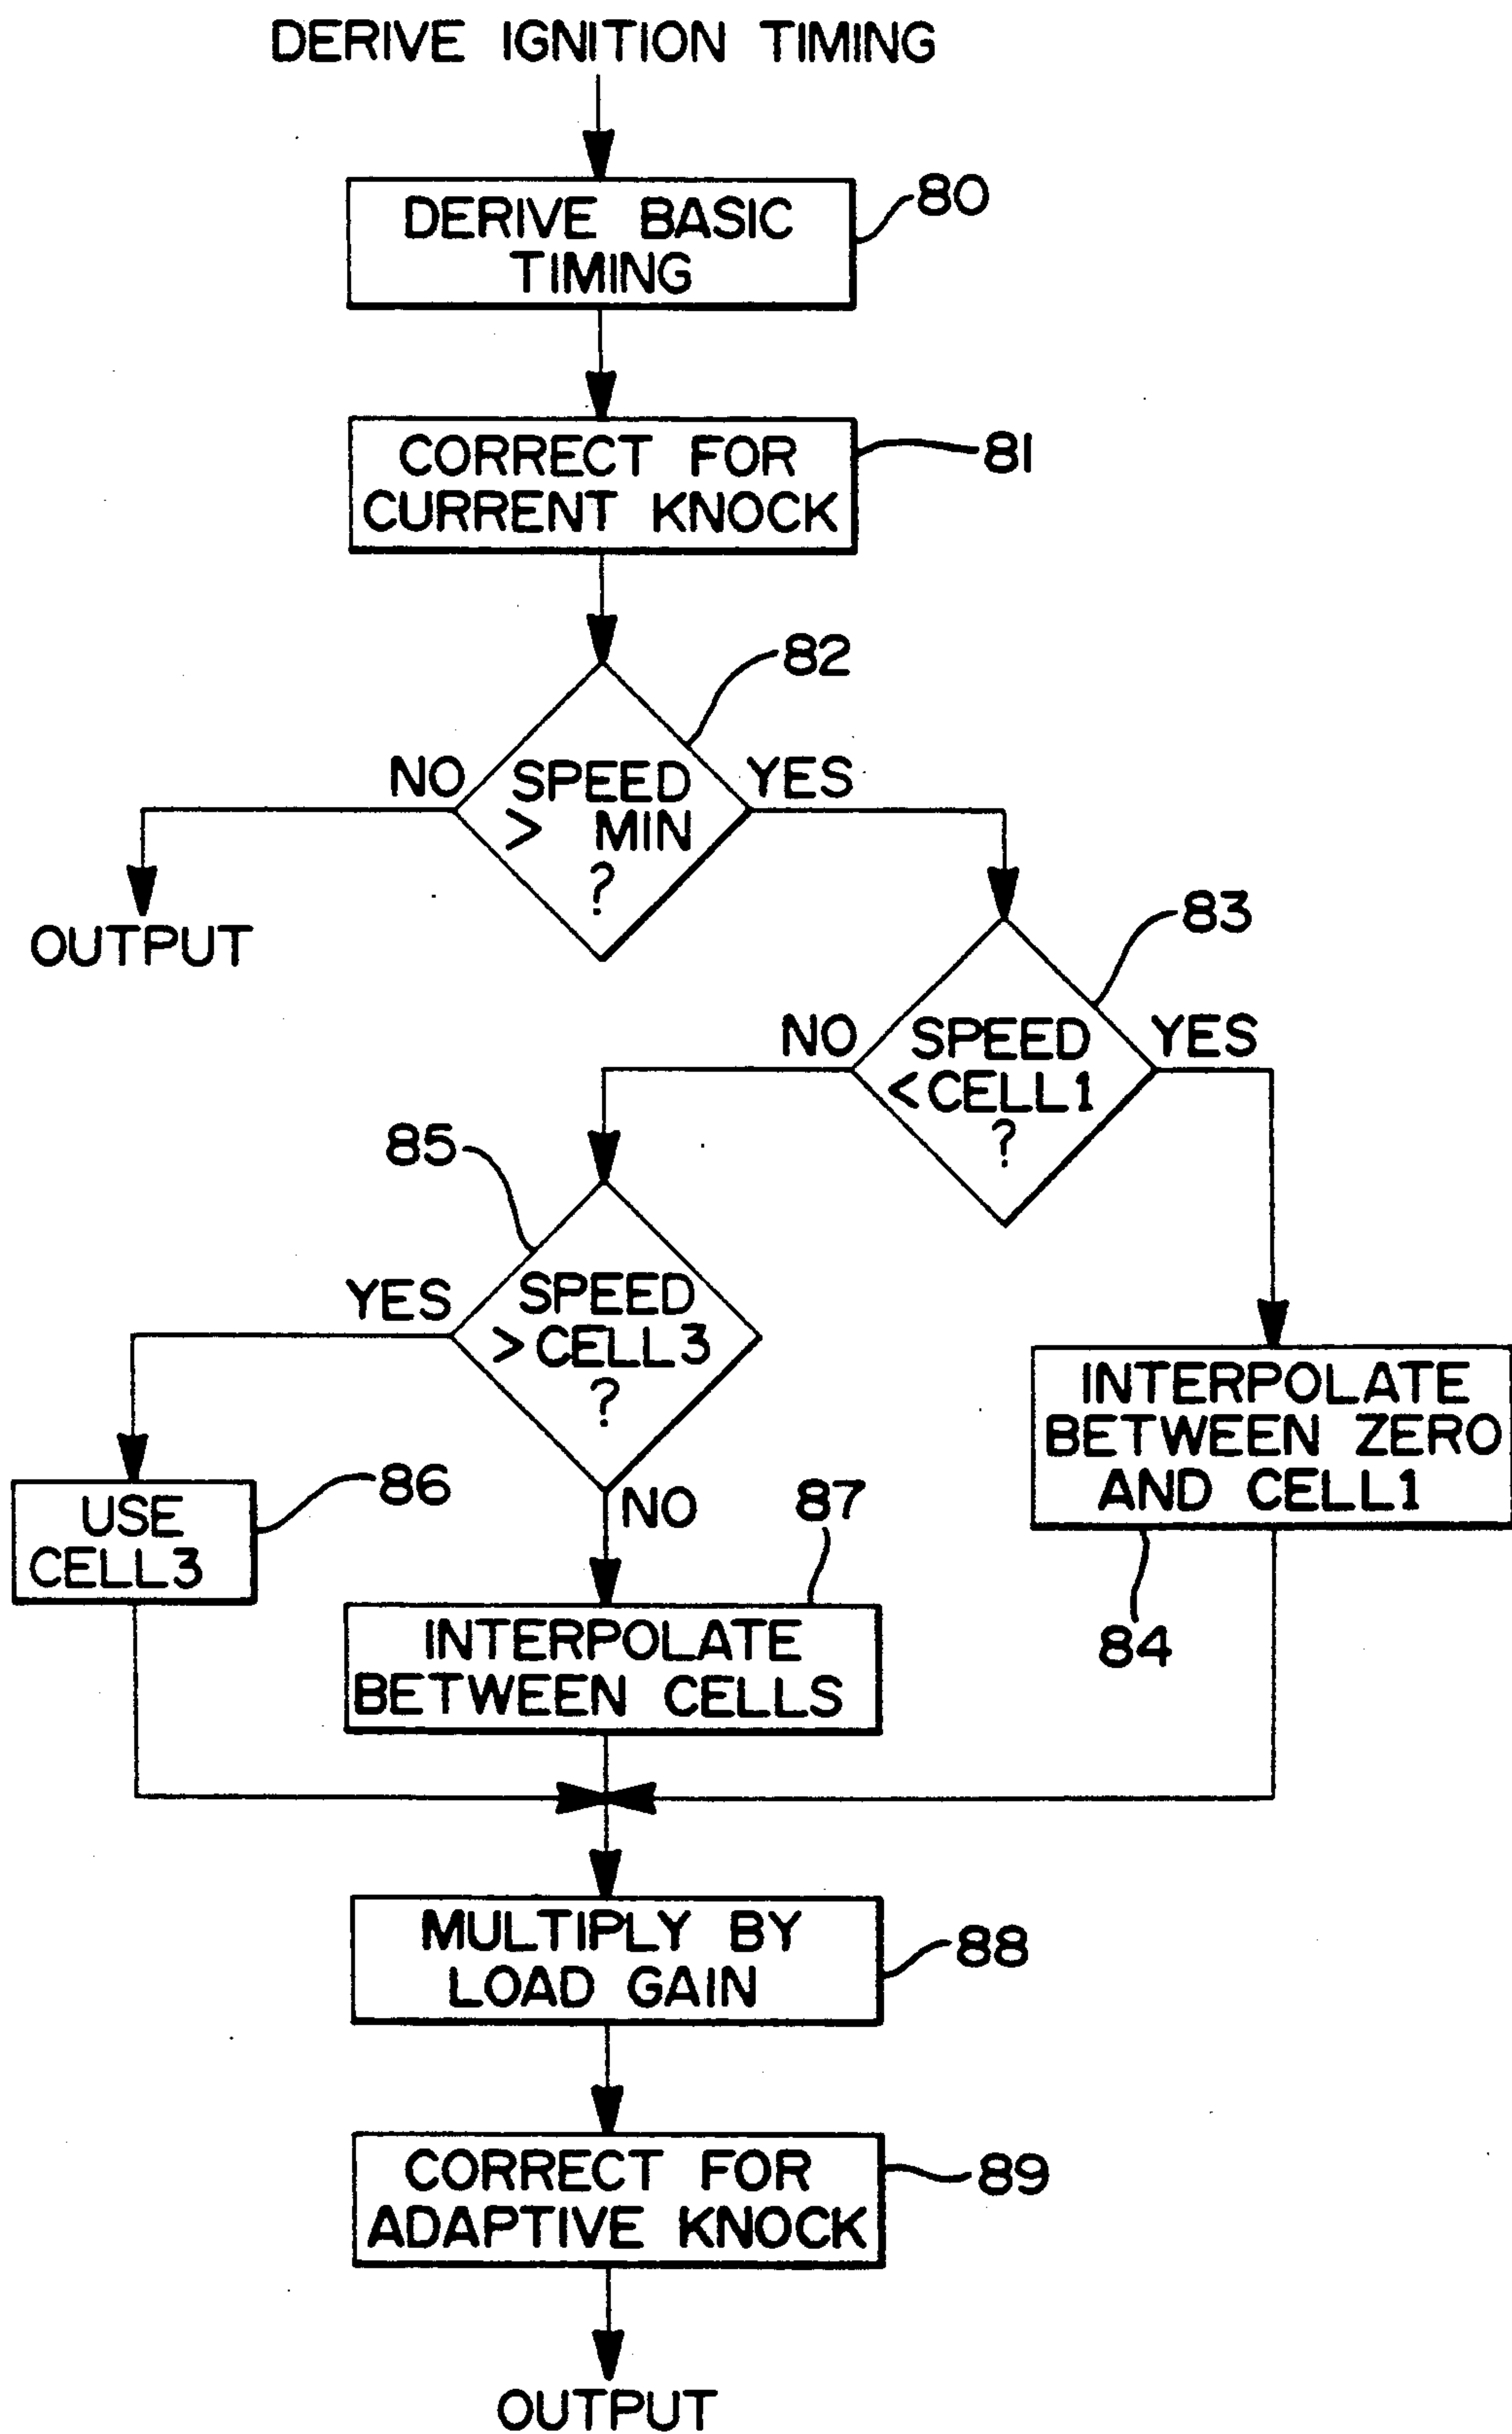 DERIVE IGNITION TIMING
DERIVE BASIC
TIMING
80
CORRECT FOR
CURRENT KNOCK
81
82
NO
SPEED
> MIN
?
YES
OUTPUT
83
NO
SPEED
<CELL1
?
YES
85
YES
SPEED
>CELL3
?
NO
INTERPOLATE
BETWEEN ZERO
AND CELL1
84
USE
CELL3
86
87
INTERPOLATE
BETWEEN CELLS
MULTIPLY BY
LOAD GAIN
88
CORRECT FOR
ADAPTIVE KNOCK
89
OUTPUT